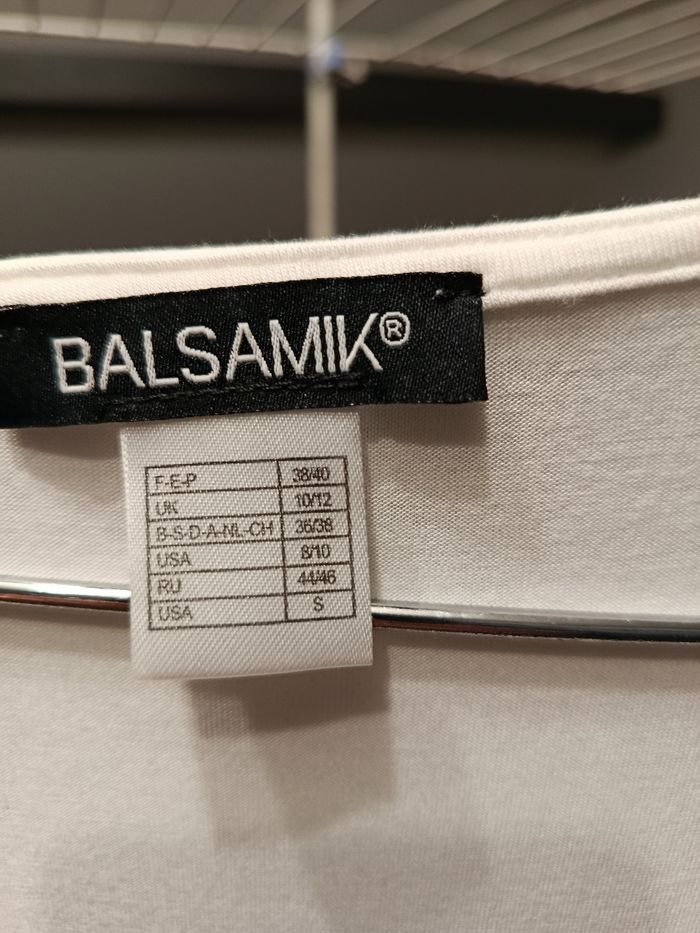 BALSAMIK®
F-E-P 38/40
UK 10/12
B-S-D-A-NL-CH 36/38
USA 8/10
RU 44/46
USA S